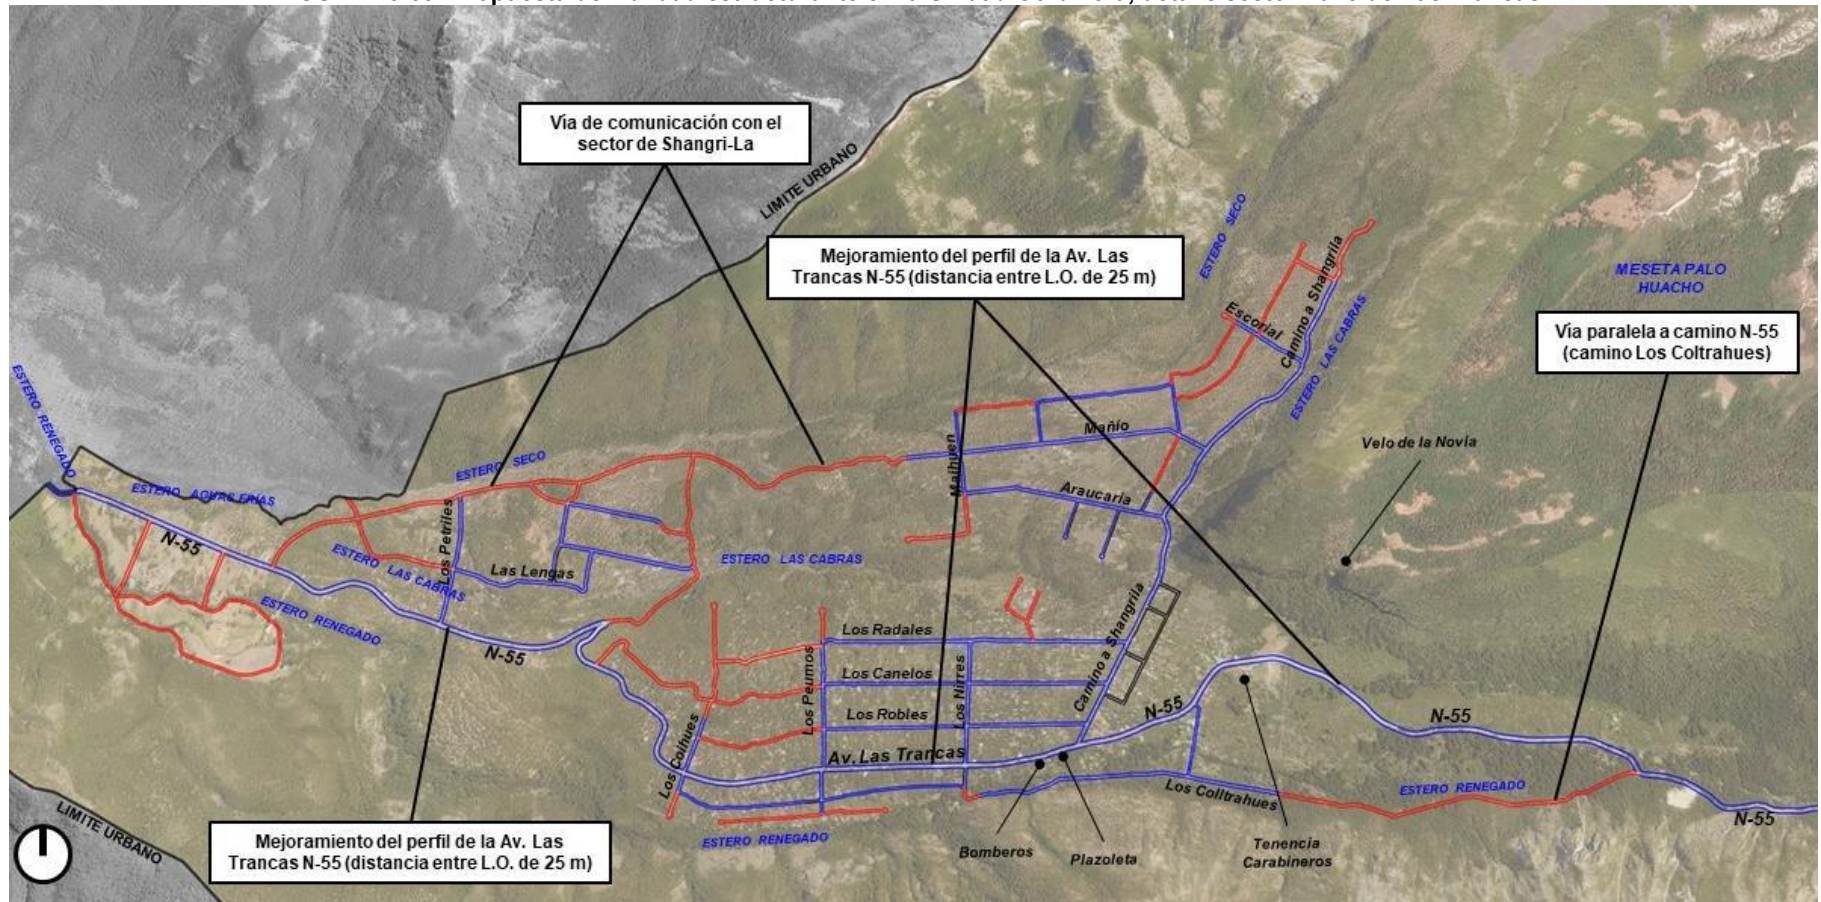 Vía de comunicación con el
sector de Shangri-La
LIMITE URBANO
Mejoramiento del perfil de la Av. Las
Trancas N-55 (distancia entre L.O. de 25 m)
ESTERO SECO
Camino a Shangrila
MESETA PALO
HUACHO
Escorial
ESTERO LAS CABRAS
Vía paralela a camino N-55
(camino Los Coltrahues)
ESTERO RENEGADO
Maihuen
Mañío
Velo de la Novia
ESTERO SECO
ESTERO AGUAS FRIAS
Araucaria
Los Petriles
N-55
ESTERO LAS CABRAS
Las Lengas
ESTERO LAS CABRAS
ESTERO RENEGADO
N-55
Los Radales
Los Canelos
Los Robles
Los Peumos
Los Nirres
Camino a Shangrila
N-55
N-55
Av. Las Trancas
Los Coihues
Los Colltrahues
ESTERO RENEGADO
N-55
LIMITE URBANO
Mejoramiento del perfil de la Av. Las
Trancas N-55 (distancia entre L.O. de 25 m)
ESTERO RENEGADO
Bomberos
Plazoleta
Tenencia
Carabineros